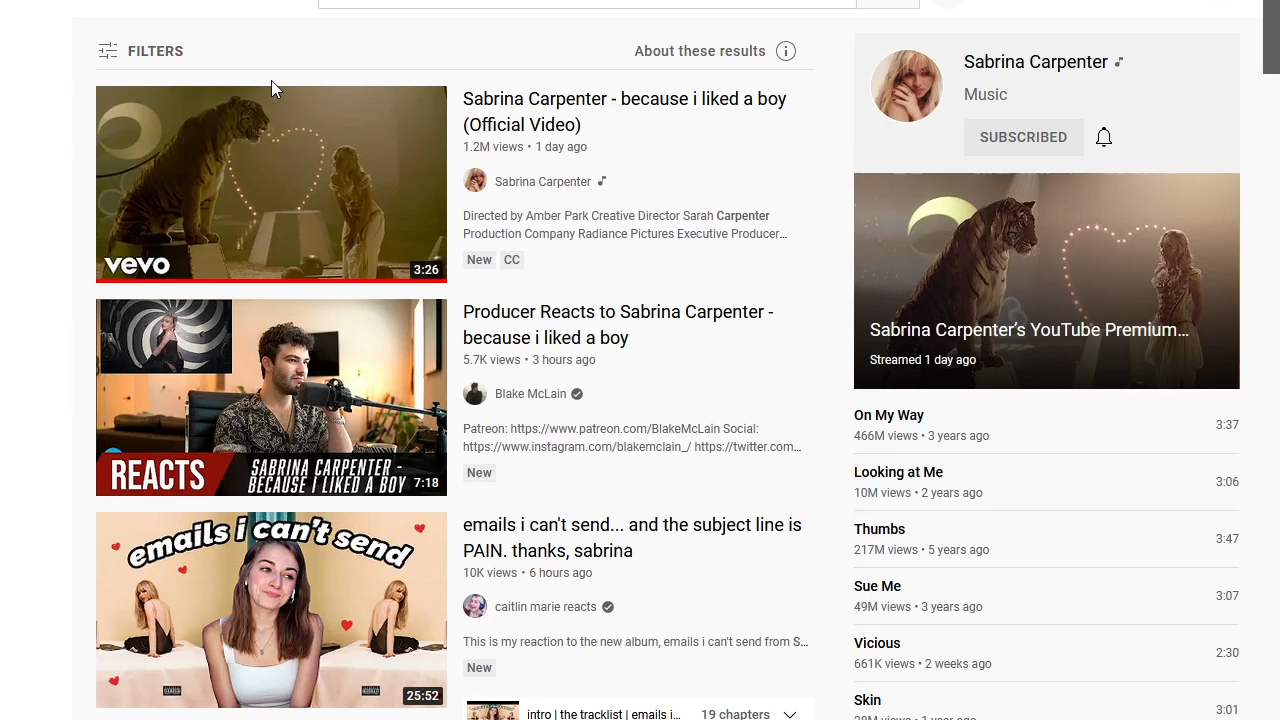 FILTERS
About these results
Sabrina Carpenter - because i liked a boy
(Official Video)
1.2M views • 1 day ago
Sabrina Carpenter
Directed by Amber Park Creative Director Sarah Carpenter
Production Company Radiance Pictures Executive Producer...
New CC
vevo
3:26
Producer Reacts to Sabrina Carpenter -
because i liked a boy
5.7K views • 3 hours ago
Blake McLain
Patreon: https://www.patreon.com/BlakeMcLain Social:
https://www.instagram.com/blakemclain_/ https://twitter.com...
New
REACTS
SABRINA CARPENTER -
BECAUSE I LIKED A BOY
7:18
emails i can't send... and the subject line is
PAIN. thanks, sabrina
10K views • 6 hours ago
caitlin marie reacts
This is my reaction to the new album, emails i can't send from S...
New
emails i can't send
25:52
intro | the tracklist | emails i...
19 chapters
Sabrina Carpenter
Music
SUBSCRIBED
Sabrina Carpenter's YouTube Premium...
Streamed 1 day ago
On My Way
466M views • 3 years ago
3:37
Looking at Me
10M views • 2 years ago
3:06
Thumbs
217M views • 5 years ago
3:47
Sue Me
49M views • 3 years ago
3:07
Vicious
661K views • 2 weeks ago
2:30
Skin
3:01